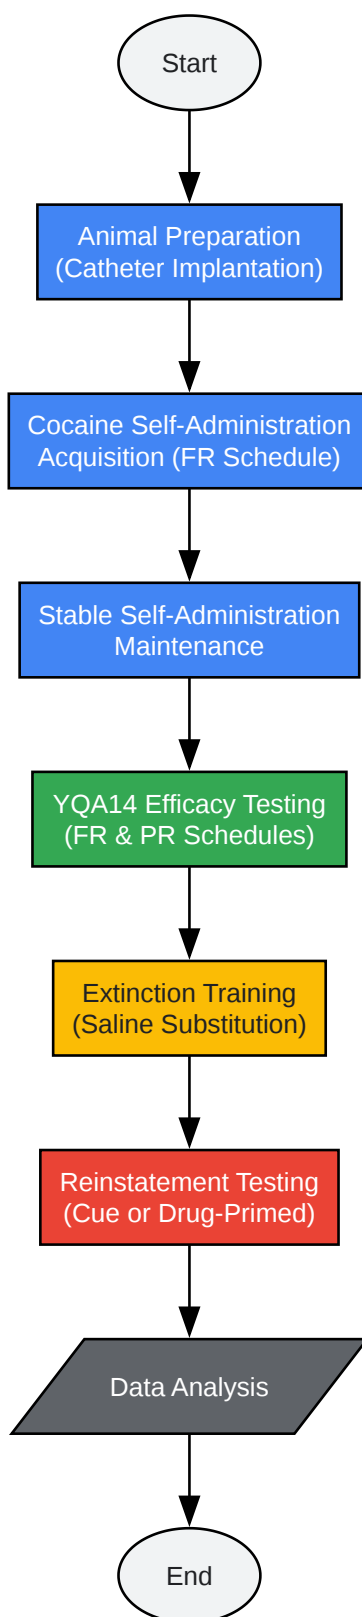 Start
Animal Preparation
(Catheter Implantation)
Cocaine Self-Administration
Acquisition (FR Schedule)
Stable Self-Administration
Maintenance
YQA14 Efficacy Testing
(FR & PR Schedules)
Extinction Training
(Saline Substitution)
Reinstatement Testing
(Cue or Drug-Primed)
Data Analysis
End